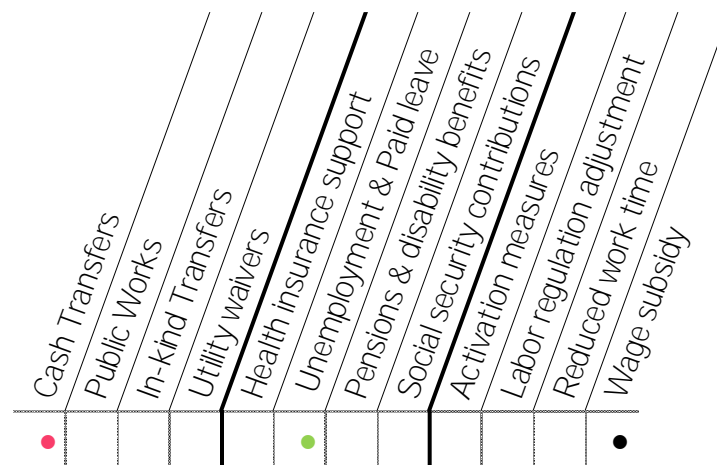 Cash Transfers
Public Works
In-Kind Transfers
Utility waivers
Health insurance support
Unemployment & Paid leave
Pensions & disability benefits
Social security contributions
Activation measures
Labor regulation adjustment
Reduced work time
Wage subsidy